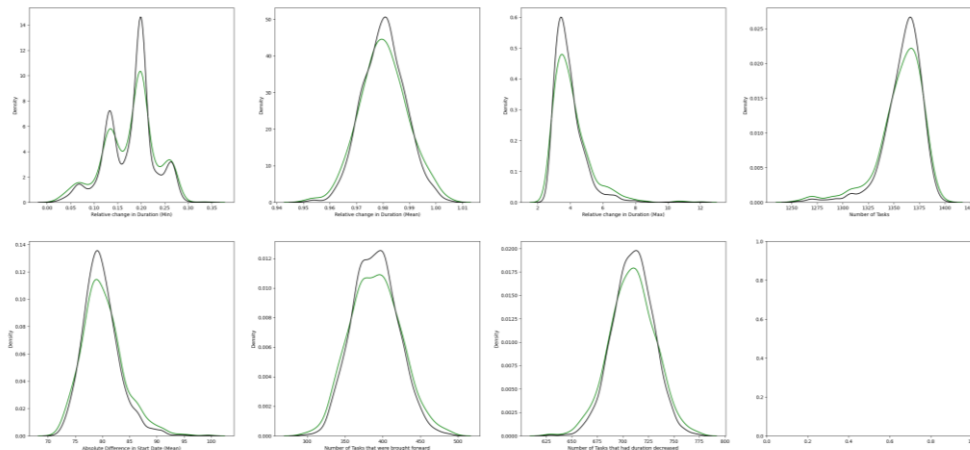 14
12
10
8
6
4
2
0
Density
0.00 0.05 0.10 0.15 0.20 0.25 0.30 0.35
Relative change in Duration (Min)
50
40
30
20
10
0
Density
0.94 0.95 0.96 0.97 0.98 0.99 1.00 1.01
Relative change in Duration (Mean)
0.6
0.5
0.4
0.3
0.2
0.1
0.0
Density
2 4 6 8 10 12
Relative change in Duration (Max)
0.025
0.020
0.015
0.010
0.005
0.000
Density
1250 1275 1300 1325 1350 1375 1400
Number of Tasks
0.14
0.12
0.10
0.08
0.06
0.04
0.02
0.00
Density
70 75 80 85 90 95 100
Absolute Difference in Start Date (Mean)
0.012
0.010
0.008
0.006
0.004
0.002
0.000
Density
300 350 400 450 500
Number of Tasks that were brought forward
0.0200
0.0175
0.0150
0.0125
0.0100
0.0075
0.0050
0.0025
0.0000
Density
625 650 675 700 725 750 775 800
Number of Tasks that had duration decreased
1.0
0.8
0.6
0.4
0.2
0.0
0.0 0.2 0.4 0.6 0.8